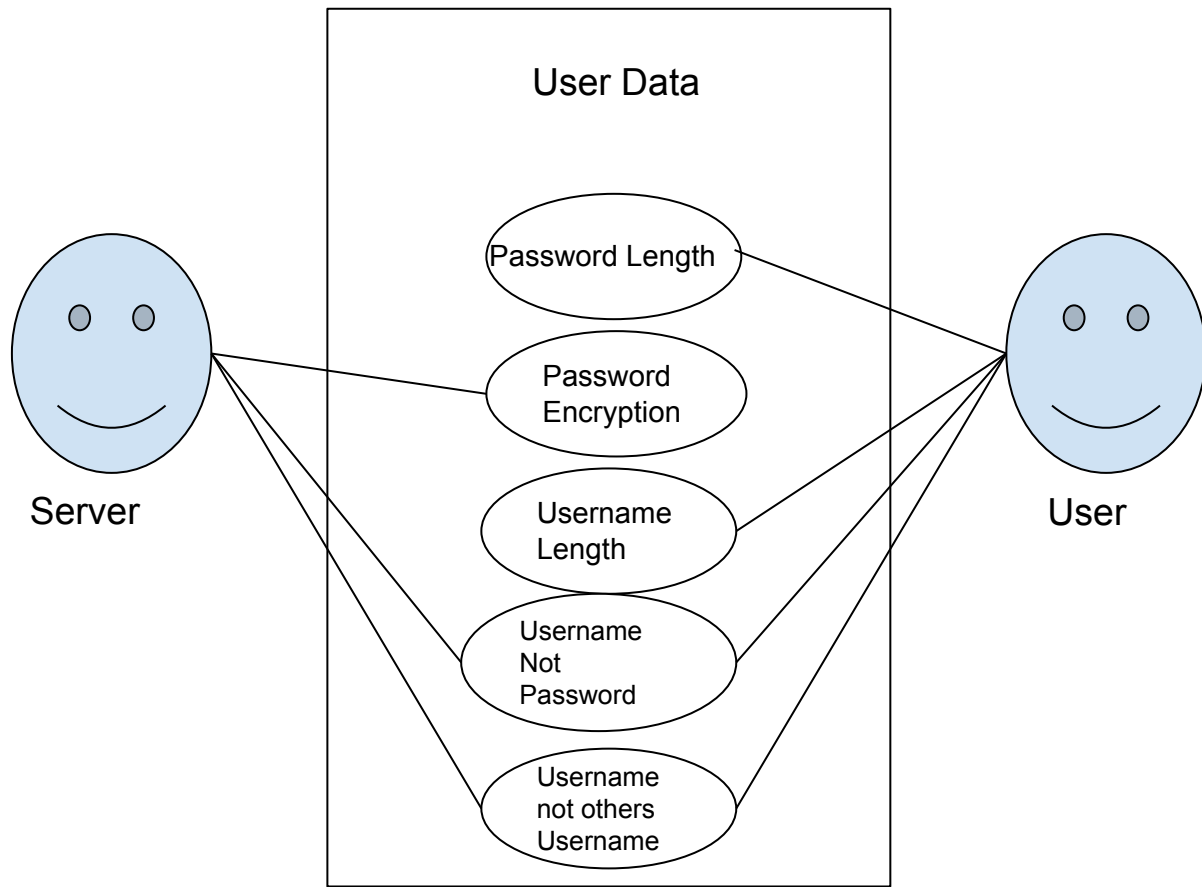 User Data
Password Length
Password
Encryption
Username
Length
Username
Not
Password
Username
not others
Username
Server
User